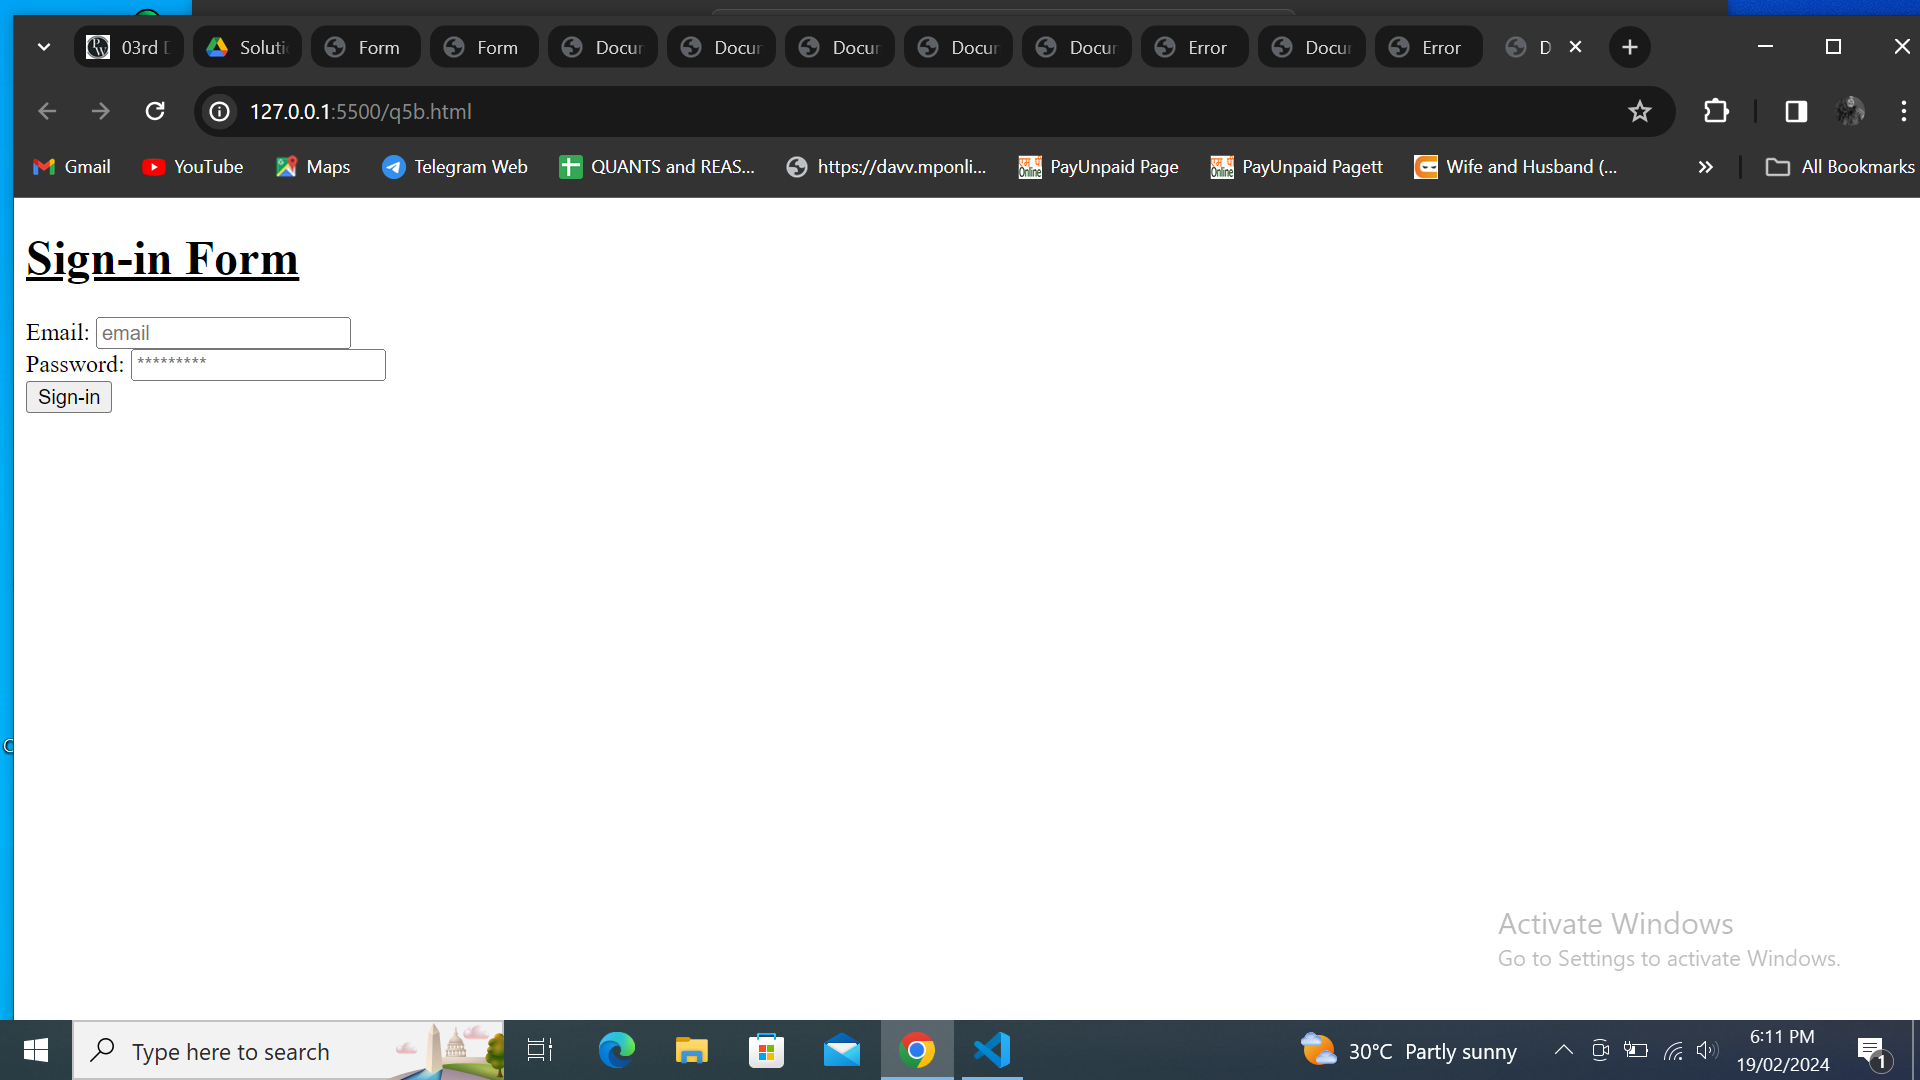 03rd D
Soluti
Form
Form
Docur
Docur
Docur
Docur
Docur
Error
Docur
Error
D
127.0.0.1:5500/q5b.html
Gmail
YouTube
Maps
Telegram Web
QUANTS and REAS...
https://davv.mponli...
PayUnpaid Page
PayUnpaid Pagett
Wife and Husband (...
All Bookmarks
Sign-in Form
Email: email
Password: *********
Sign-in
Activate Windows
Go to Settings to activate Windows.
Type here to search
30°C Partly sunny
6:11 PM
19/02/2024
1